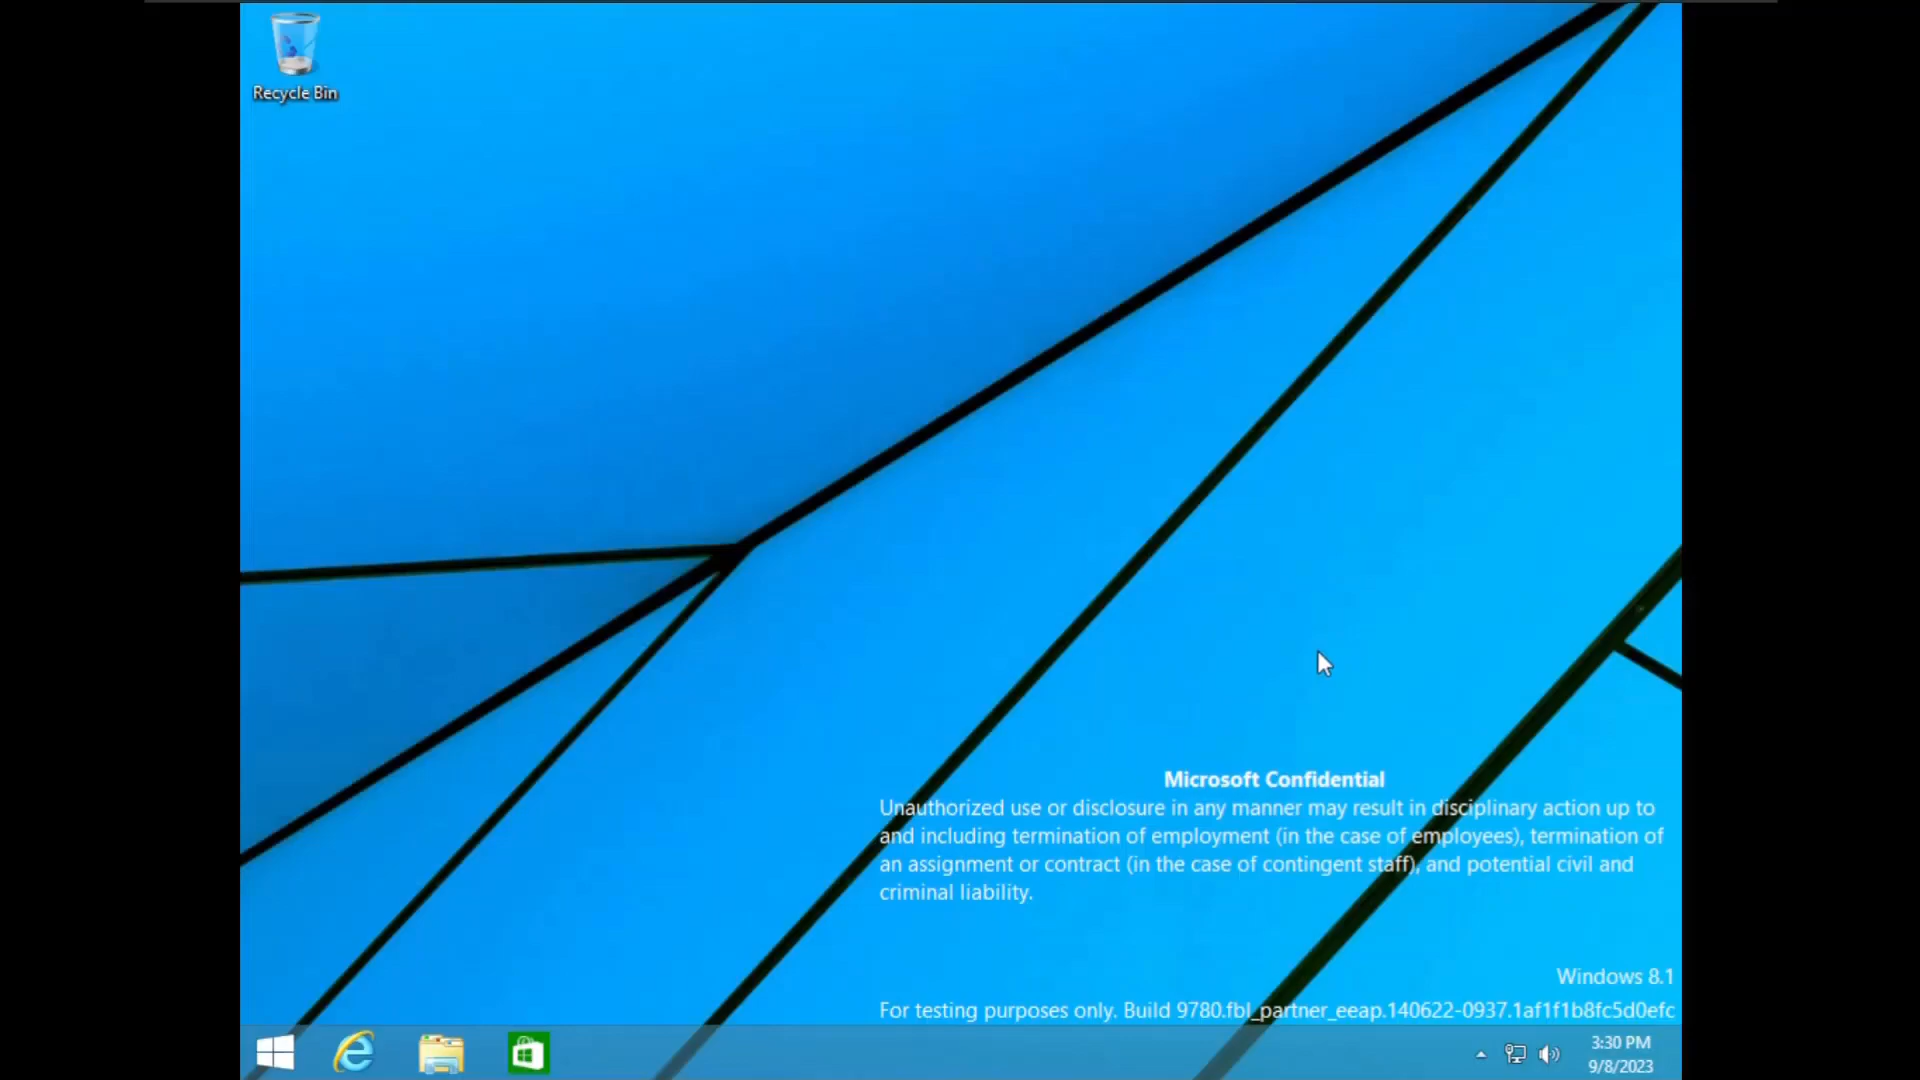 Recycle Bin
Microsoft Confidential
Unauthorized use or disclosure in any manner may result in disciplinary action up to
and including termination of employment (in the case of employees), termination of
an assignment or contract (in the case of contingent staff), and potential civil and
criminal liability.
Windows 8.1
For testing purposes only. Build 9780.fbl_partner_eeap.140622-0937.1af1f1b8fc5d0efc
3:30 PM
9/8/2023